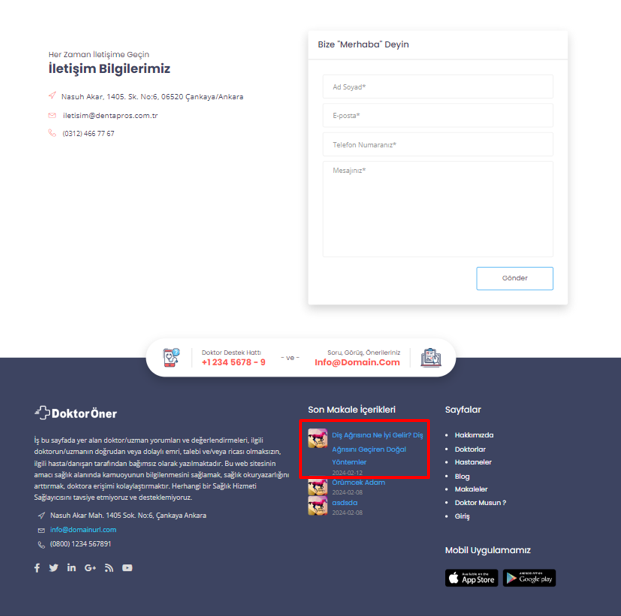 Her Zaman İletişime Geçin
İletişim Bilgilerimiz
Nasuh Akar, 1405. Sk. No:6, 06520 Çankaya/Ankara
iletisim@dentapros.com.tr
(0312) 466 77 67
Bize "Merhaba" Deyin
Ad Soyad*
E-posta*
Telefon Numaranız*
Mesajınız*
Gönder
Doktor Destek Hattı
+1 234 5678 - 9
- ve -
Soru, Görüş, Önerileriniz
Info@Domain.Com
DoktorÖner
İş bu sayfada yer alan doktor/uzman yorumları ve değerlendirmeleri, ilgili
doktorun/uzmanın doğrudan veya dolaylı emri, talebi ve/veya ricası olmaksızın,
ilgili hasta/danışan tarafından bağımsız olarak yazılmaktadır. Bu web sitesinin
amacı sağlık alanında kamuoyunun bilgilenmesini sağlamak, sağlık okuryazarlığını
arttırmak, doktora erişimi kolaylaştırmaktır. Herhangi bir Sağlık Hizmeti
Sağlayıcısını tavsiye etmiyoruz ve desteklemiyoruz.
Nasuh Akar Mah. 1405 Sok. No:6, Çankaya Ankara
info@domainurl.com
(0800) 1234 567891
Son Makale İçerikleri
Diş Ağrısına Ne İyi Gelir? Diş
Ağrısını Geçiren Doğal
Yöntemler
2024-02-12
Örümcek Adam
2024-02-08
asdsda
2024-02-08
Sayfalar
Hakkımızda
Doktorlar
Hastaneler
Blog
Makaleler
Doktor Musun ?
Giriş
Mobil Uygulamamız
App Store
Google play